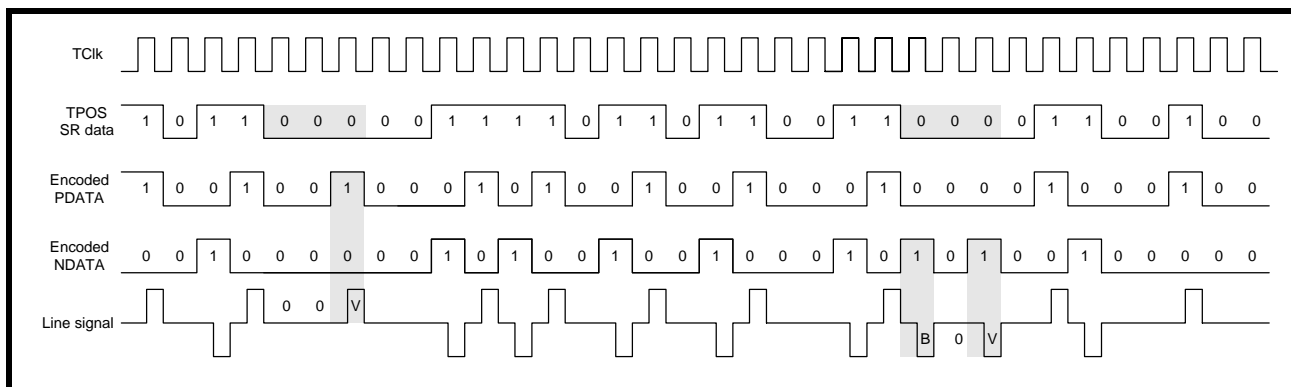 TClk
TPOS
SR data
1 0 1 1 0 0 0 0 0 1 1 1 1 0 1 1 0 1 1 0 0 1 1 0 0 0 0 1 1 0 0 1 0 0
Encoded
PDATA
1 0 0 1 0 0 1 0 0 0 1 0 1 0 0 1 0 0 1 0 0 0 1 0 0 0 0 1 0 0 0 1 0 0
Encoded
NDATA
0 0 1 0 0 0 0 0 0 1 0 1 0 0 1 0 0 1 0 0 0 1 0 1 0 1 0 0 1 0 0 0 0 0
Line signal
0 0 V
B 0 V